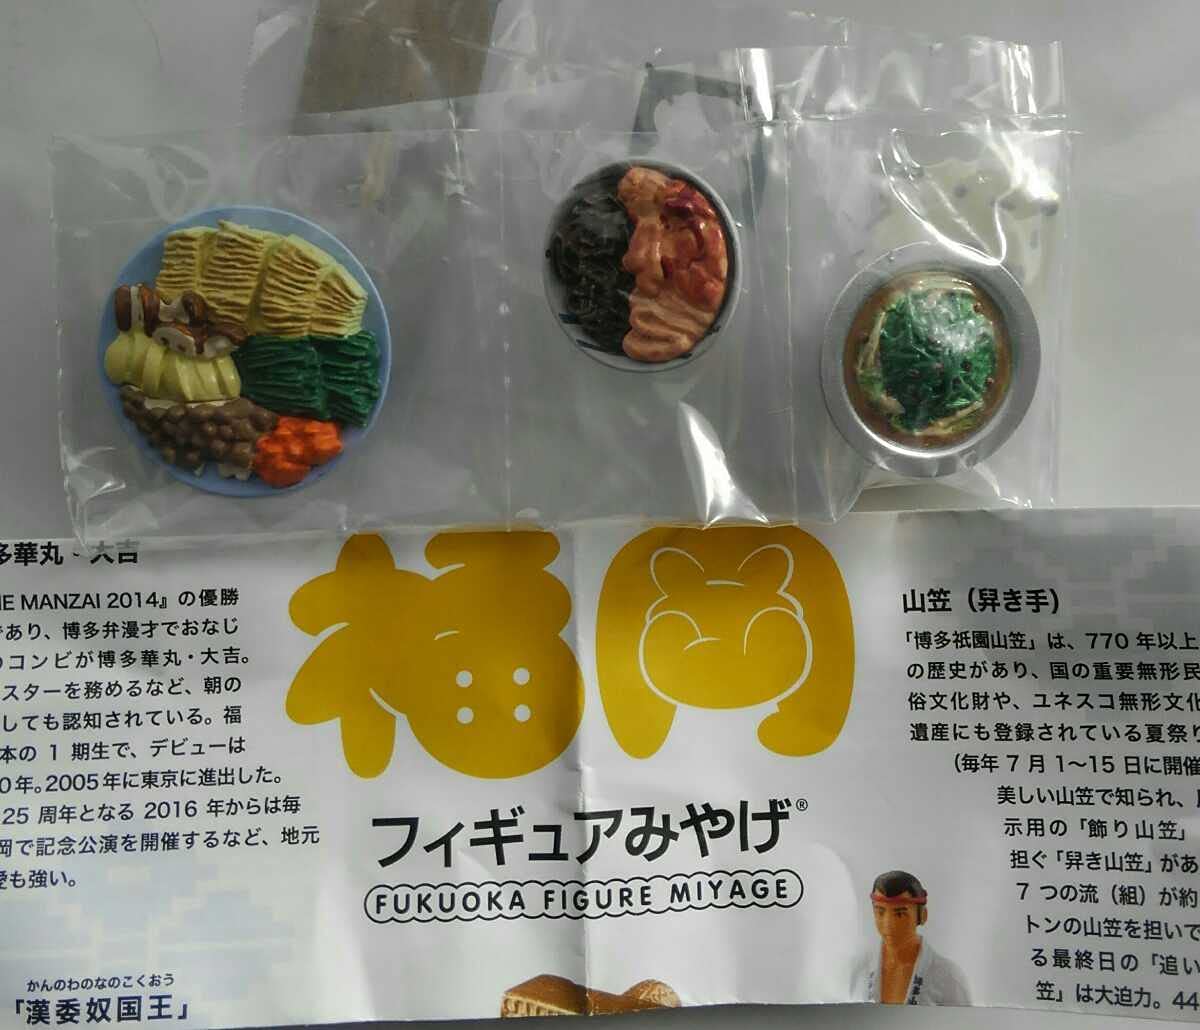 多華丸・大吉
E MANZAI 2014』の優勝
であり、博多弁漫才でおなじ
のコンビが博多華丸・大吉。
スターを務めるなど、朝の
しても認知されている。福
本の 1 期生で、デビューは
0年。2005年に東京に進出した。
25 周年となる 2016 年からは毎
岡で記念公演を開催するなど、地元
愛も強い。
かんのわのなのこくおう
「漢委奴国王」
福岡
フィギュアみやげ®
FUKUOKA FIGURE MIYAGE
山笠（舁き手)
「博多祇園山笠」は、770 年以上
の歴史があり、国の重要無形民
俗文化財や、ユネスコ無形文化
遺産にも登録されている夏祭り
（毎年 7 月 1〜15 日に開催
美しい山笠で知られ、
示用の「飾り山笠」
担ぐ「舁き山笠」があ
7 つの流（組）が約
トンの山笠を担いで
る最終日の「追い
笠」は大迫力。44